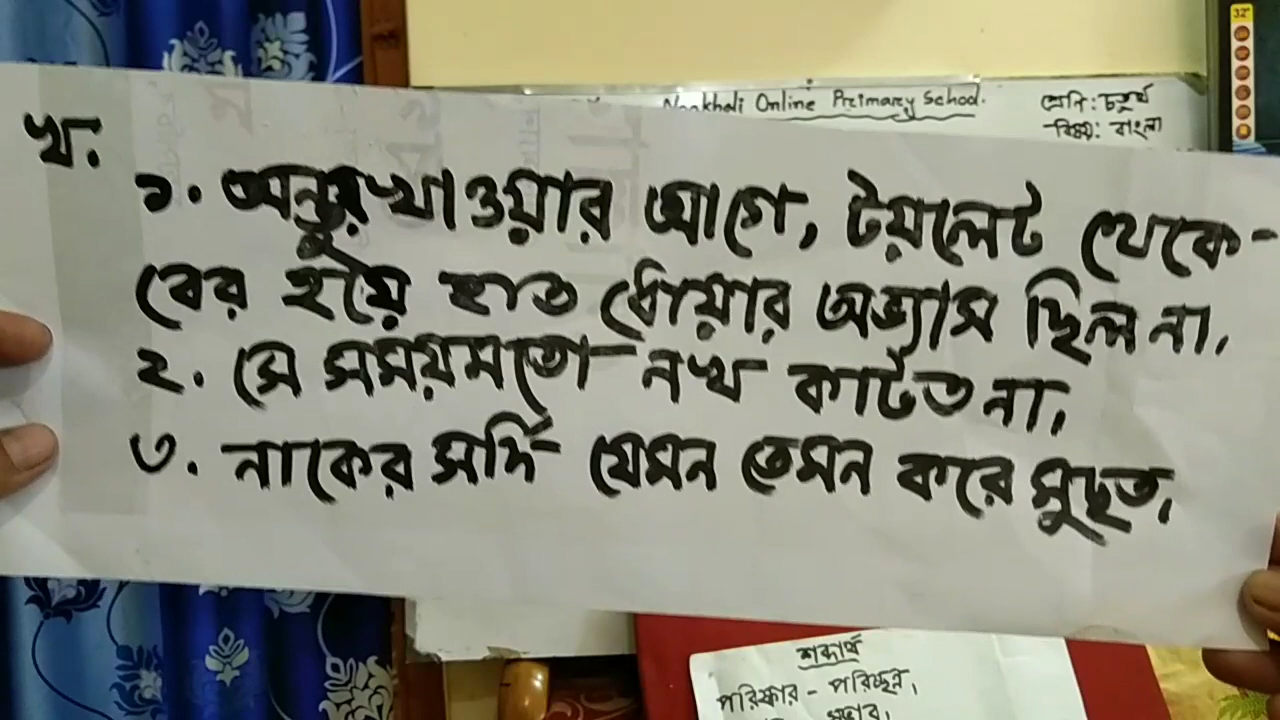 Noakhali Online Primary School.
শ্রেণি: চতুর্থ
বিষয়: বাংলা
খ.
১. অন্তুর খাওয়ার আগে, টয়লেট থেকে-
বের হয়ে হাত ধোয়ার অভ্যাস ছিল না।
২. সে সময়মতো নখ কাটত না।
৩. নাকের সর্দি যেমন তেমন করে মুছত।
শব্দার্থ
পরিষ্কার - পরিচ্ছন্ন।
32"